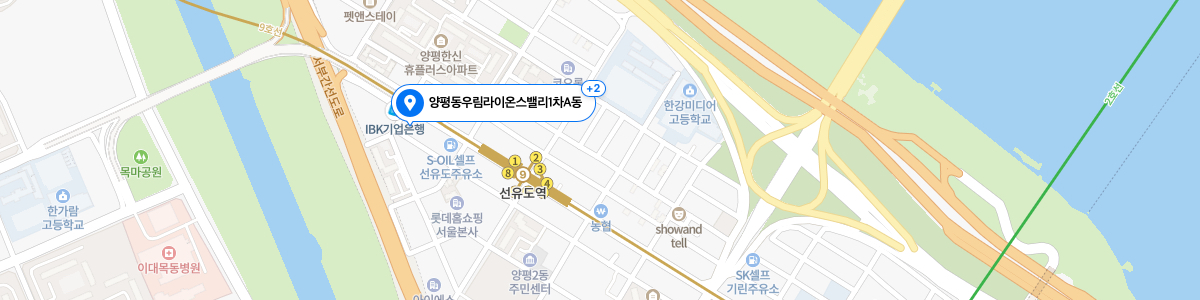 펫앤스테이
9호선
서부간선도로
양평한신
휴플러스아파트
코오롱
+2
양평동우림라이온스밸리1차A동
IBK기업은행
한강미디어
고등학교
2호선
S-OIL셀프
선유도주유소
1
2
3
4
8
9
선유도역
목마공원
한가람
고등학교
이대목동병원
롯데홈쇼핑
서울본사
농협
showand
tell
양평2동
주민센터
SK셀프
기린주유소